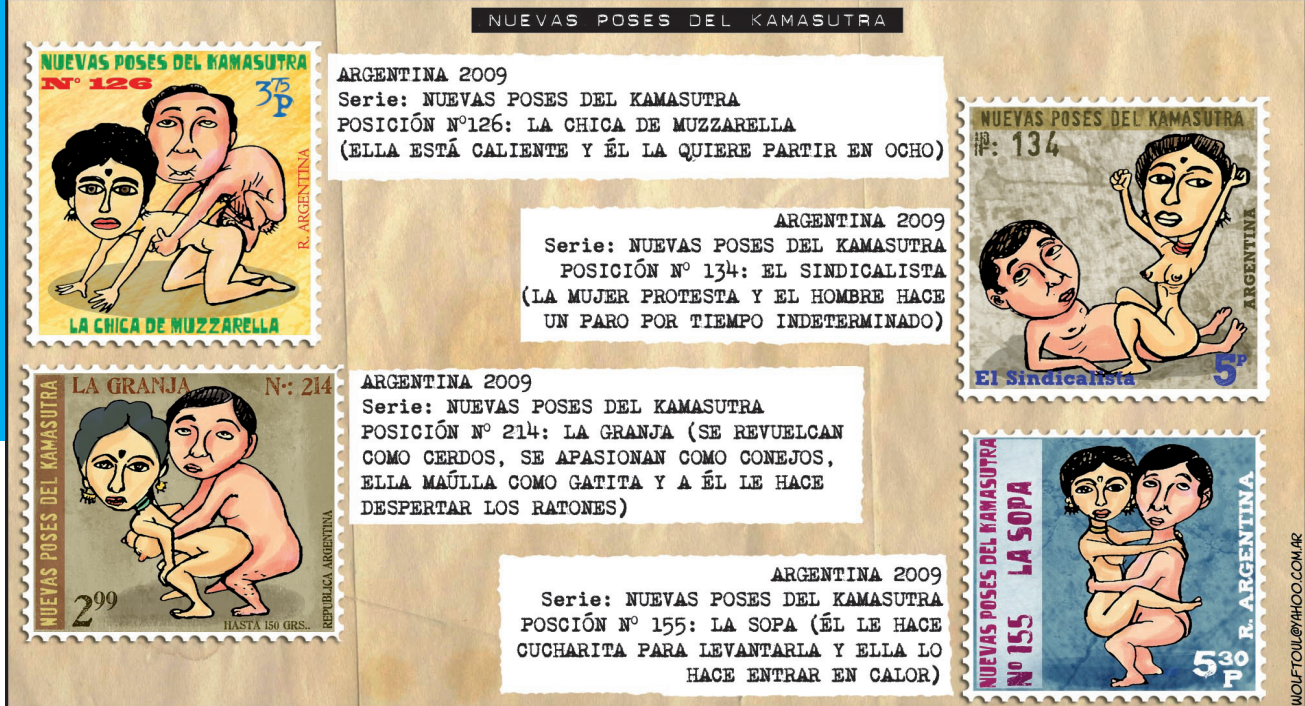 NUEVAS POSES DEL KAMASUTRA
NUEVAS POSES DEL KAMASUTRA
Nº 126
3,75 P
R. ARGENTINA
LA CHICA DE MUZZARELLA
ARGENTINA 2009
Serie: NUEVAS POSES DEL KAMASUTRA
POSICIÓN Nº126: LA CHICA DE MUZZARELLA
(ELLA ESTÁ CALIENTE Y ÉL LA QUIERE PARTIR EN OCHO)
NUEVAS POSES DEL KAMASUTRA
Nº: 134
ARGENTINA
El Sindicalista
5P
ARGENTINA 2009
Serie: NUEVAS POSES DEL KAMASUTRA
POSICIÓN Nº 134: EL SINDICALISTA
(LA MUJER PROTESTA Y EL HOMBRE HACE
UN PARO POR TIEMPO INDETERMINADO)
NUEVAS POSES DEL KAMASUTRA
LA GRANJA
Nº: 214
2 99
HASTA 150 GRS..
REPUBLICA ARGENTINA
ARGENTINA 2009
Serie: NUEVAS POSES DEL KAMASUTRA
POSICIÓN Nº 214: LA GRANJA (SE REVUELCAN
COMO CERDOS, SE APASIONAN COMO CONEJOS,
ELLA MAÚLLA COMO GATITA Y A ÉL LE HACE
DESPERTAR LOS RATONES)
NUEVAS POSES DEL KAMASUTRA
Nº 155 LA SOPA
R. ARGENTINA
5 30 P
ARGENTINA 2009
Serie: NUEVAS POSES DEL KAMASUTRA
POSCIÓN Nº 155: LA SOPA (ÉL LE HACE
CUCHARITA PARA LEVANTARLA Y ELLA LO
HACE ENTRAR EN CALOR)
WOLFTOUL@YAHOO.COM.AR